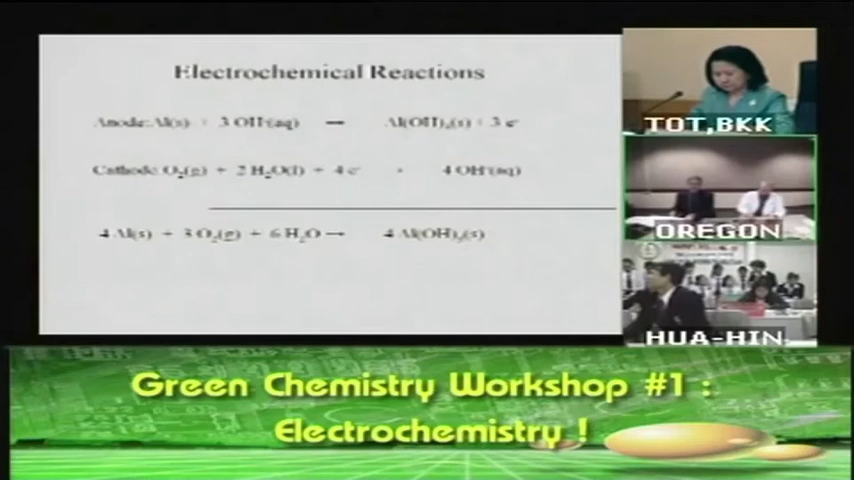 Electrochemical Reactions
Anode: Al(s) + 3 OH⁻(aq) → Al(OH)₃(s) + 3 e⁻
Cathode: O₂(g) + 2 H₂O(l) + 4 e⁻ → 4 OH⁻(aq)
4 Al(s) + 3 O₂(g) + 6 H₂O → 4 Al(OH)₃(s)
TOT,BKK
OREGON
HUA-HIN
Green Chemistry Workshop #1 :
Electrochemistry !